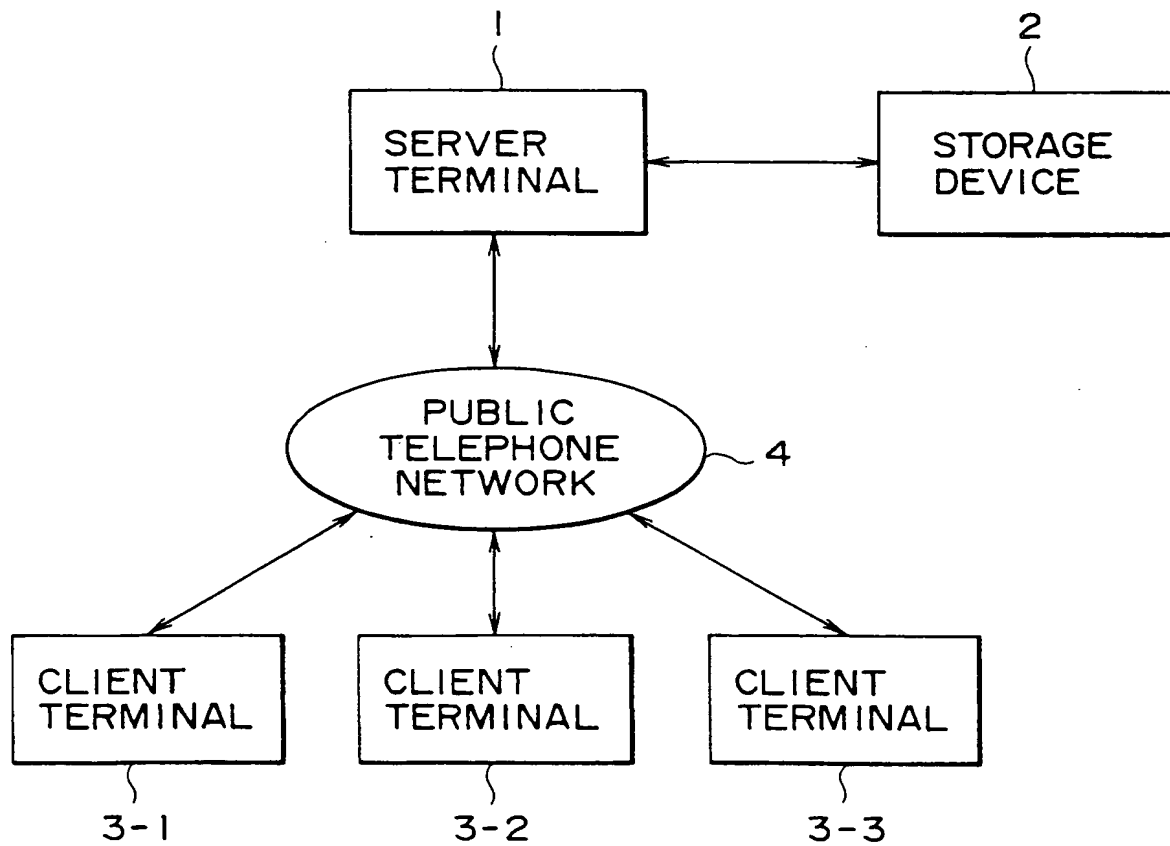 1
2
SERVER
TERMINAL
STORAGE
DEVICE
PUBLIC
TELEPHONE
NETWORK
4
CLIENT
TERMINAL
CLIENT
TERMINAL
CLIENT
TERMINAL
3-1
3-2
3-3